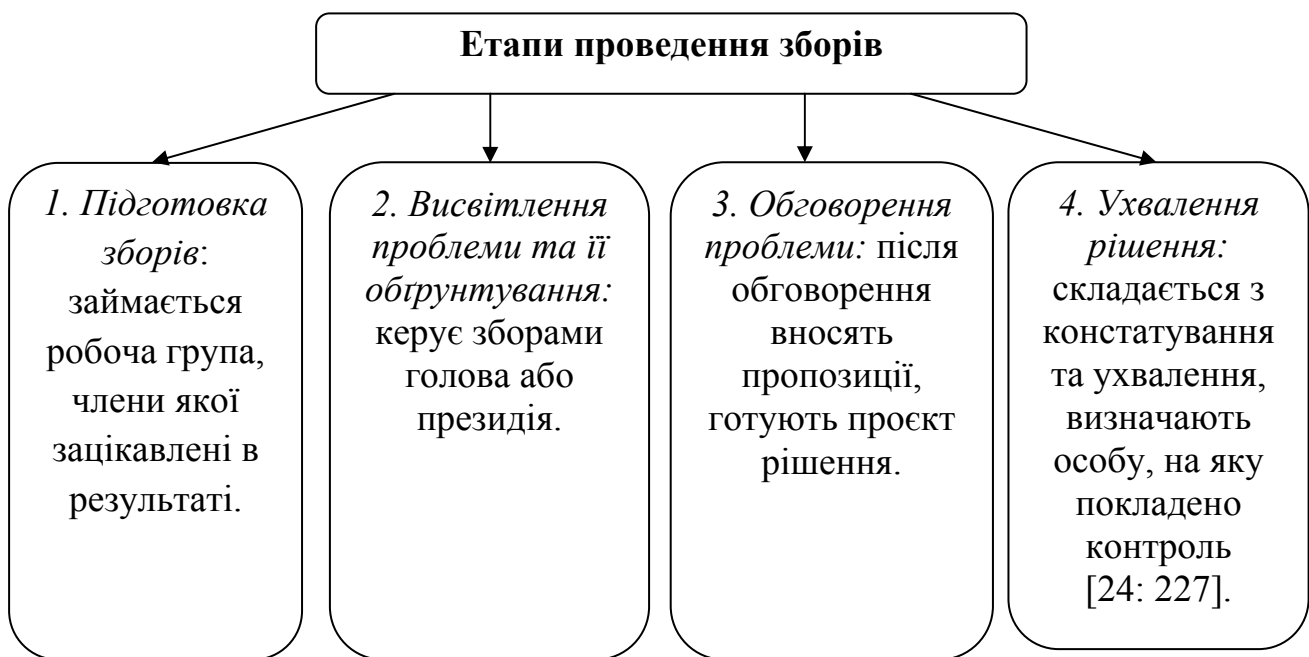 Етапи проведення зборів
1. Підготовка
зборів:
займається
робоча група,
члени якої
зацікавлені в
результаті.
2. Висвітлення
проблеми та її
обґрунтування:
керує зборами
голова або
президія.
3. Обговорення
проблеми: після
обговорення
вносять
пропозиції,
готують проєкт
рішення.
4. Ухвалення
рішення:
складається з
констатування
та ухвалення,
визначають
особу, на яку
покладено
контроль
[24: 227].